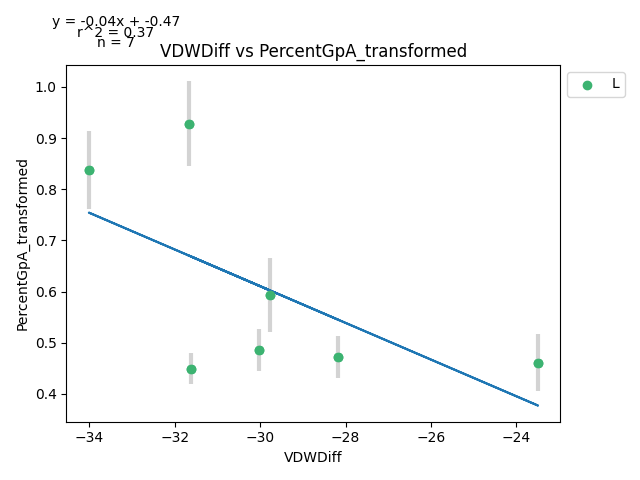 y = -0.04x + -0.47
r^2 = 0.37
n = 7
VDWDiff vs PercentGpA_transformed
L
PercentGpA_transformed
1.0
0.9
0.8
0.7
0.6
0.5
0.4
−34
−32
−30
−28
−26
−24
VDWDiff